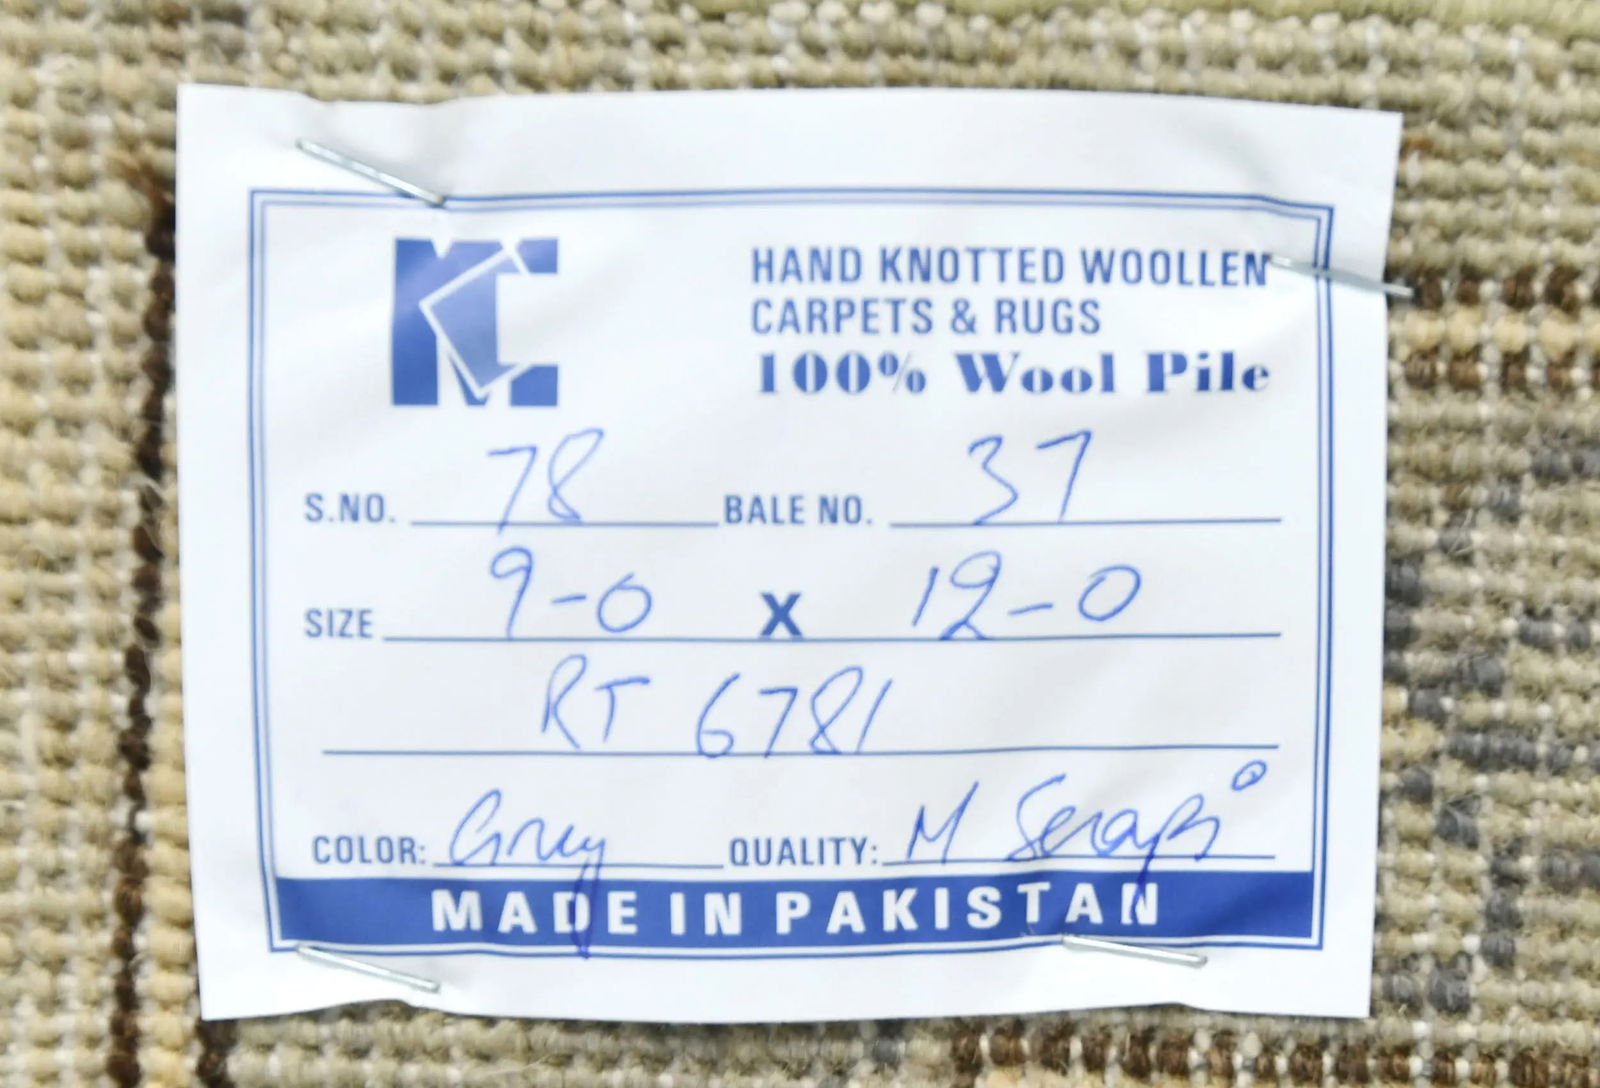 KC
HAND KNOTTED WOOLLEN
CARPETS & RUGS
100% Wool Pile
S.NO. 78 BALE NO. 37
SIZE 9-0 X 12-0
RT 6781
COLOR: Grey QUALITY: M Serapi
MADE IN PAKISTAN